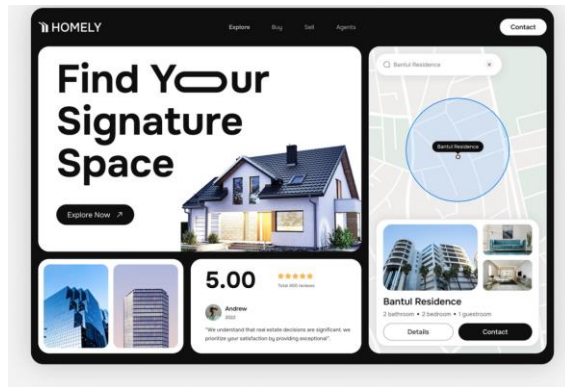 HOMELY
Explore
Buy
Sell
Agents
Contact
Find Your
Signature
Space
Explore Now
Bantul Residence
Bantul Residence
5.00
Total 400 reviews
Andrew
2022
"We understand that real estate decisions are significant. we
prioritize your satisfaction by providing exceptional".
Bantul Residence
2 bathroom • 2 bedroom • 1 guestroom
Details
Contact